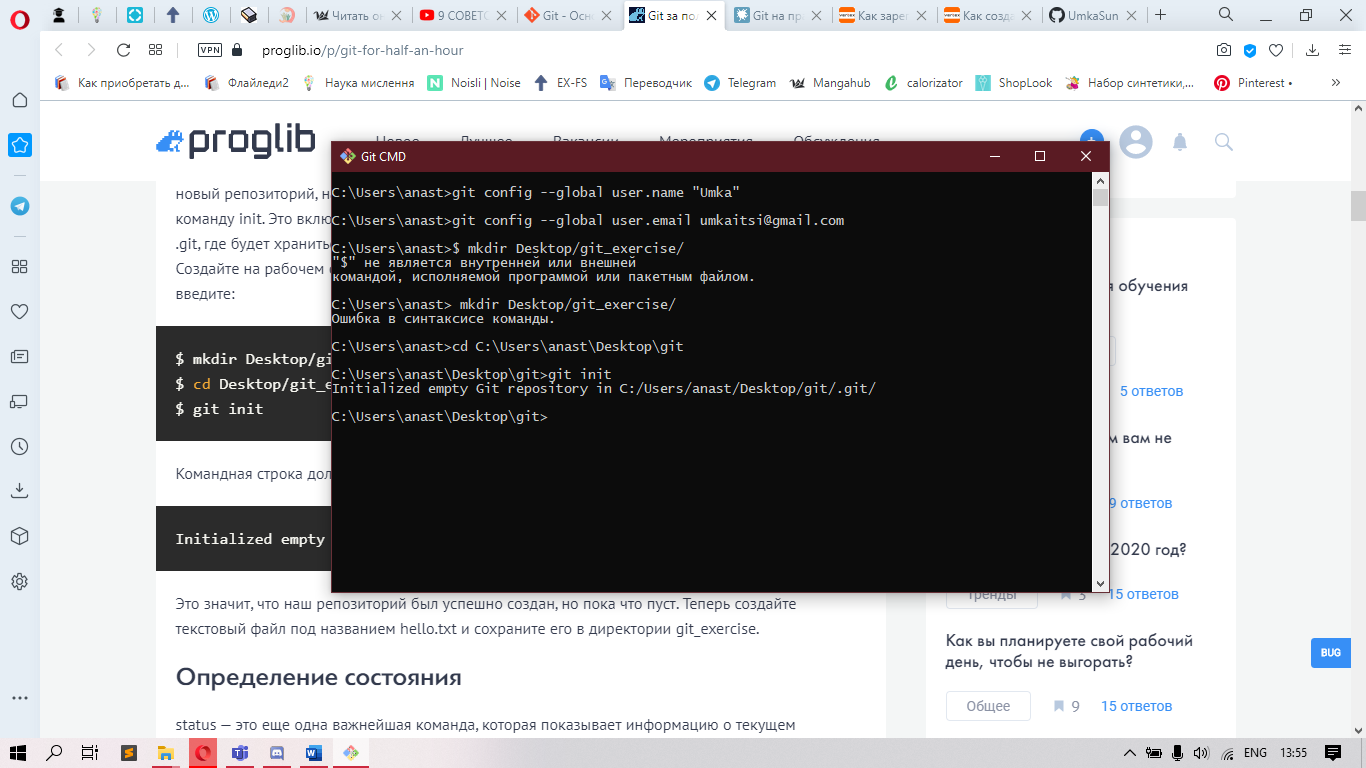 Читать он
9 СОВЕТО
Git - Осно
Git за пол
Git на пр
Как заре
Как созда
UmkaSun
VPN
proglib.io/p/git-for-half-an-hour
Как приобретать д...
Флайледи2
Наука мислення
Noisli | Noise
EX-FS
Переводчик
Telegram
Mangahub
calorizator
ShopLook
Набор синтетики,...
Pinterest •
»
proglib
Новое
Лучшее
Вакансии
Мероприятия
Обсуждения
новый репозиторий, н
команду init. Это вклю
.git, где будет хранить
Создайте на рабочем
введите:
$ mkdir Desktop/gi
$ cd Desktop/git_e
$ git init
Командная строка дол
Initialized empty
Git CMD
C:\Users\anast>git config --global user.name "Umka"
C:\Users\anast>git config --global user.email umkaitsi@gmail.com
C:\Users\anast>$ mkdir Desktop/git_exercise/
"$" не является внутренней или внешней
командой, исполняемой программой или пакетным файлом.
C:\Users\anast> mkdir Desktop/git_exercise/
Ошибка в синтаксисе команды.
C:\Users\anast>cd C:\Users\anast\Desktop\git
C:\Users\anast\Desktop\git>git init
Initialized empty Git repository in C:/Users/anast/Desktop/git/.git/
C:\Users\anast\Desktop\git>
Это значит, что наш репозиторий был успешно создан, но пока что пуст. Теперь создайте
текстовый файл под названием hello.txt и сохраните его в директории git_exercise.
Определение состояния
status — это еще одна важнейшая команда, которая показывает информацию о текущем
я обучения
5 ответов
м вам не
9 ответов
2020 год?
Тренды
5
15 ответов
Как вы планируете свой рабочий
день, чтобы не выгорать?
Общее
9
15 ответов
BUG
ENG
13:55